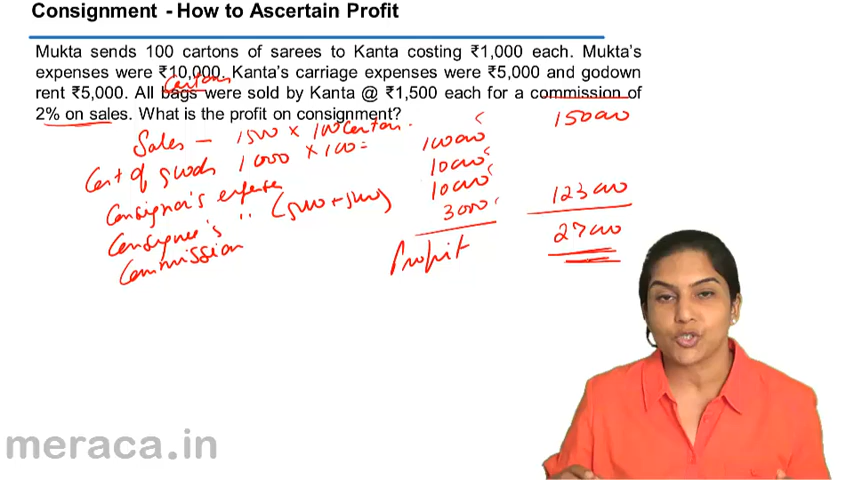 Consignment - How to Ascertain Profit
Mukta sends 100 cartons of sarees to Kanta costing ₹1,000 each. Mukta's
expenses were ₹10,000. Kanta's carriage expenses were ₹5,000 and godown
Cartons
rent ₹5,000. All bags were sold by Kanta @ ₹1,500 each for a commission of
2% on sales. What is the profit on consignment?
Sales - 1500 x 100 Carton. 150000
Cost of goods 1000 x 100 = 100000
Consignor's expense 10000
Consignee's " (5000 + 5000) 10000
Commission 3000 123000
Profit 27000
meraca.in